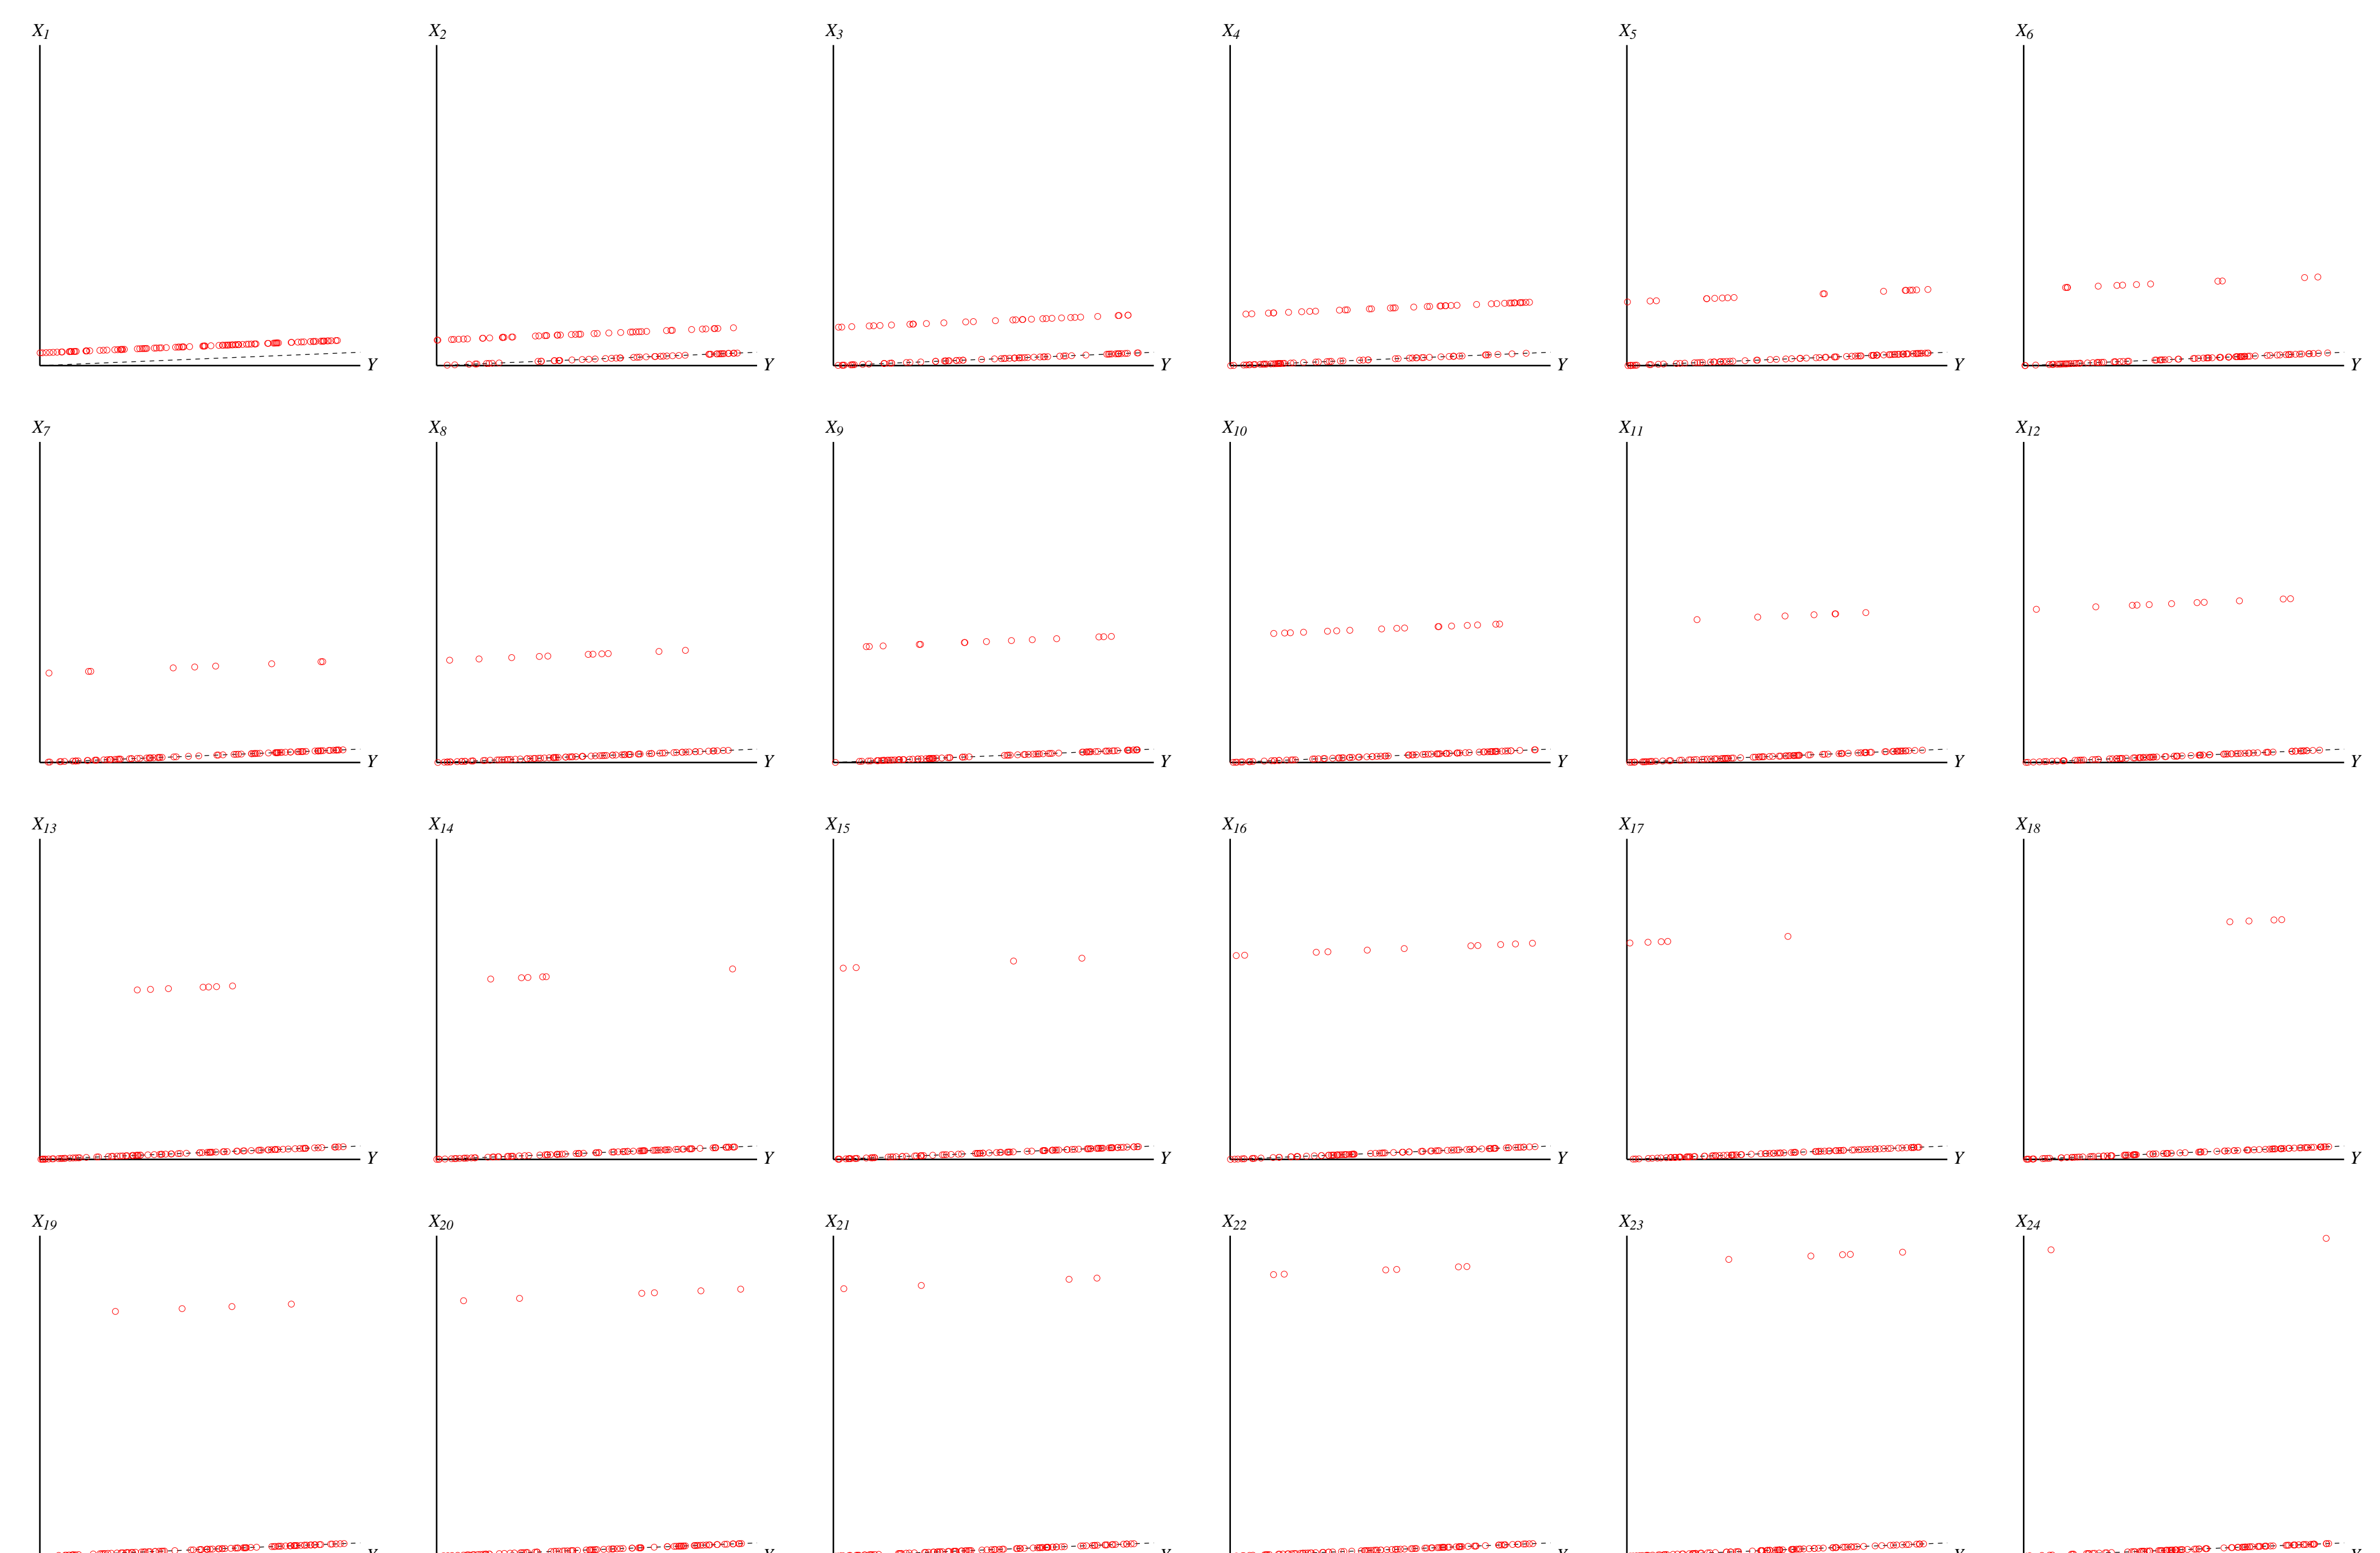 X1 X2 X3 X4 X5 X6
Y Y Y Y Y Y
X7 X8 X9 X10 X11 X12
Y Y Y Y Y Y
X13 X14 X15 X16 X17 X18
Y Y Y Y Y Y
X19 X20 X21 X22 X23 X24
Y Y Y Y Y Y